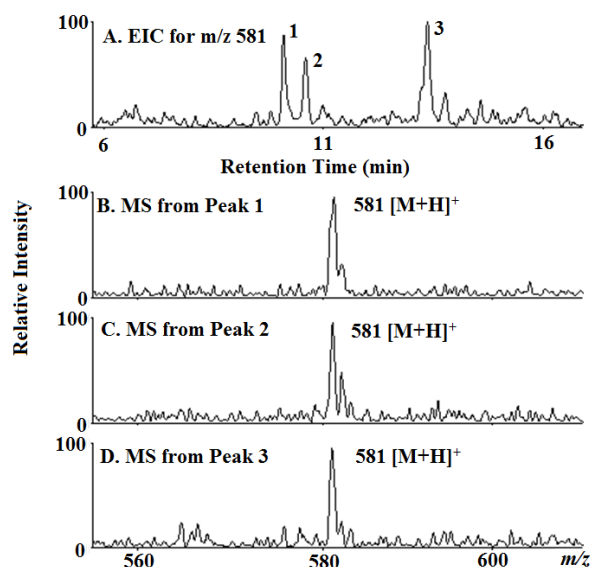 100
A. EIC for m/z 581
1
2
3
0
6
11
16
Retention Time (min)
Relative Intensity
100
B. MS from Peak 1
581 [M+H]+
0
100
C. MS from Peak 2
581 [M+H]+
0
100
D. MS from Peak 3
581 [M+H]+
0
560
580
600
m/z